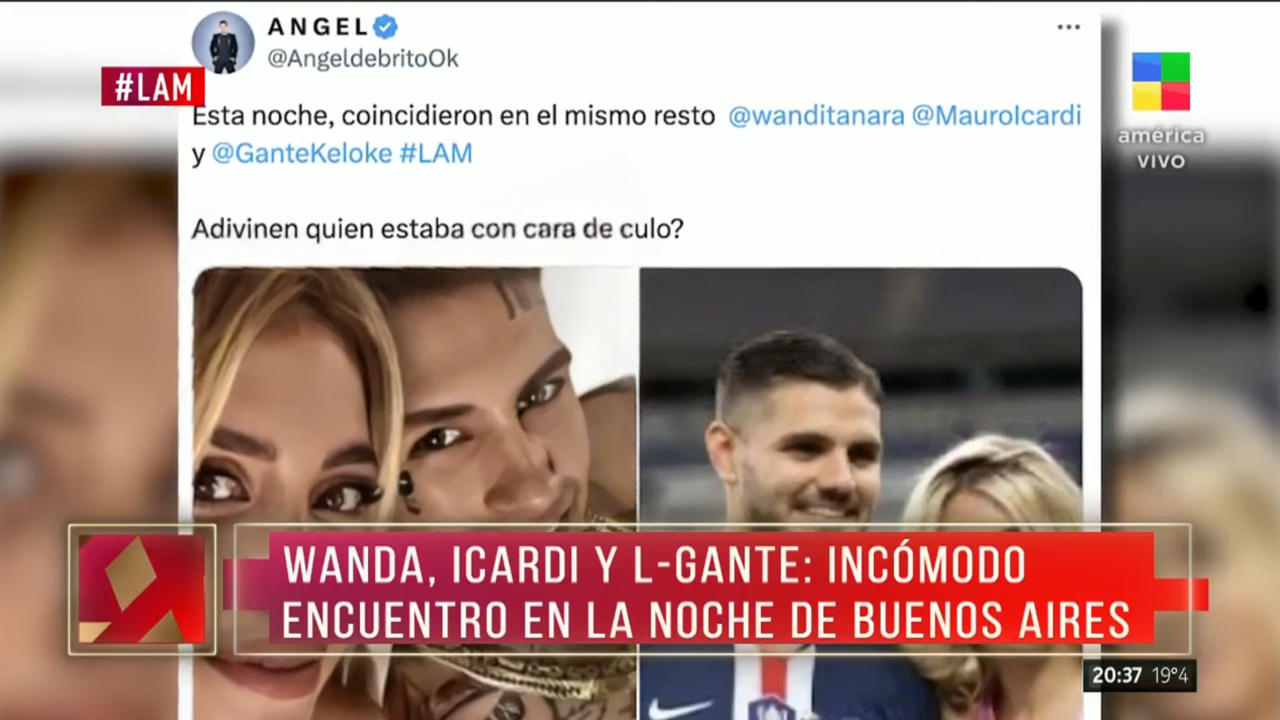 ANGEL
@AngeldebritoOk
#LAM
Esta noche, coincidieron en el mismo resto @wanditanara @MauroIcardi
y @GanteKeloke #LAM
Adivinen quien estaba con cara de culo?
américa
VIVO
WANDA, ICARDI Y L-GANTE: INCÓMODO
ENCUENTRO EN LA NOCHE DE BUENOS AIRES
20:37 19°4